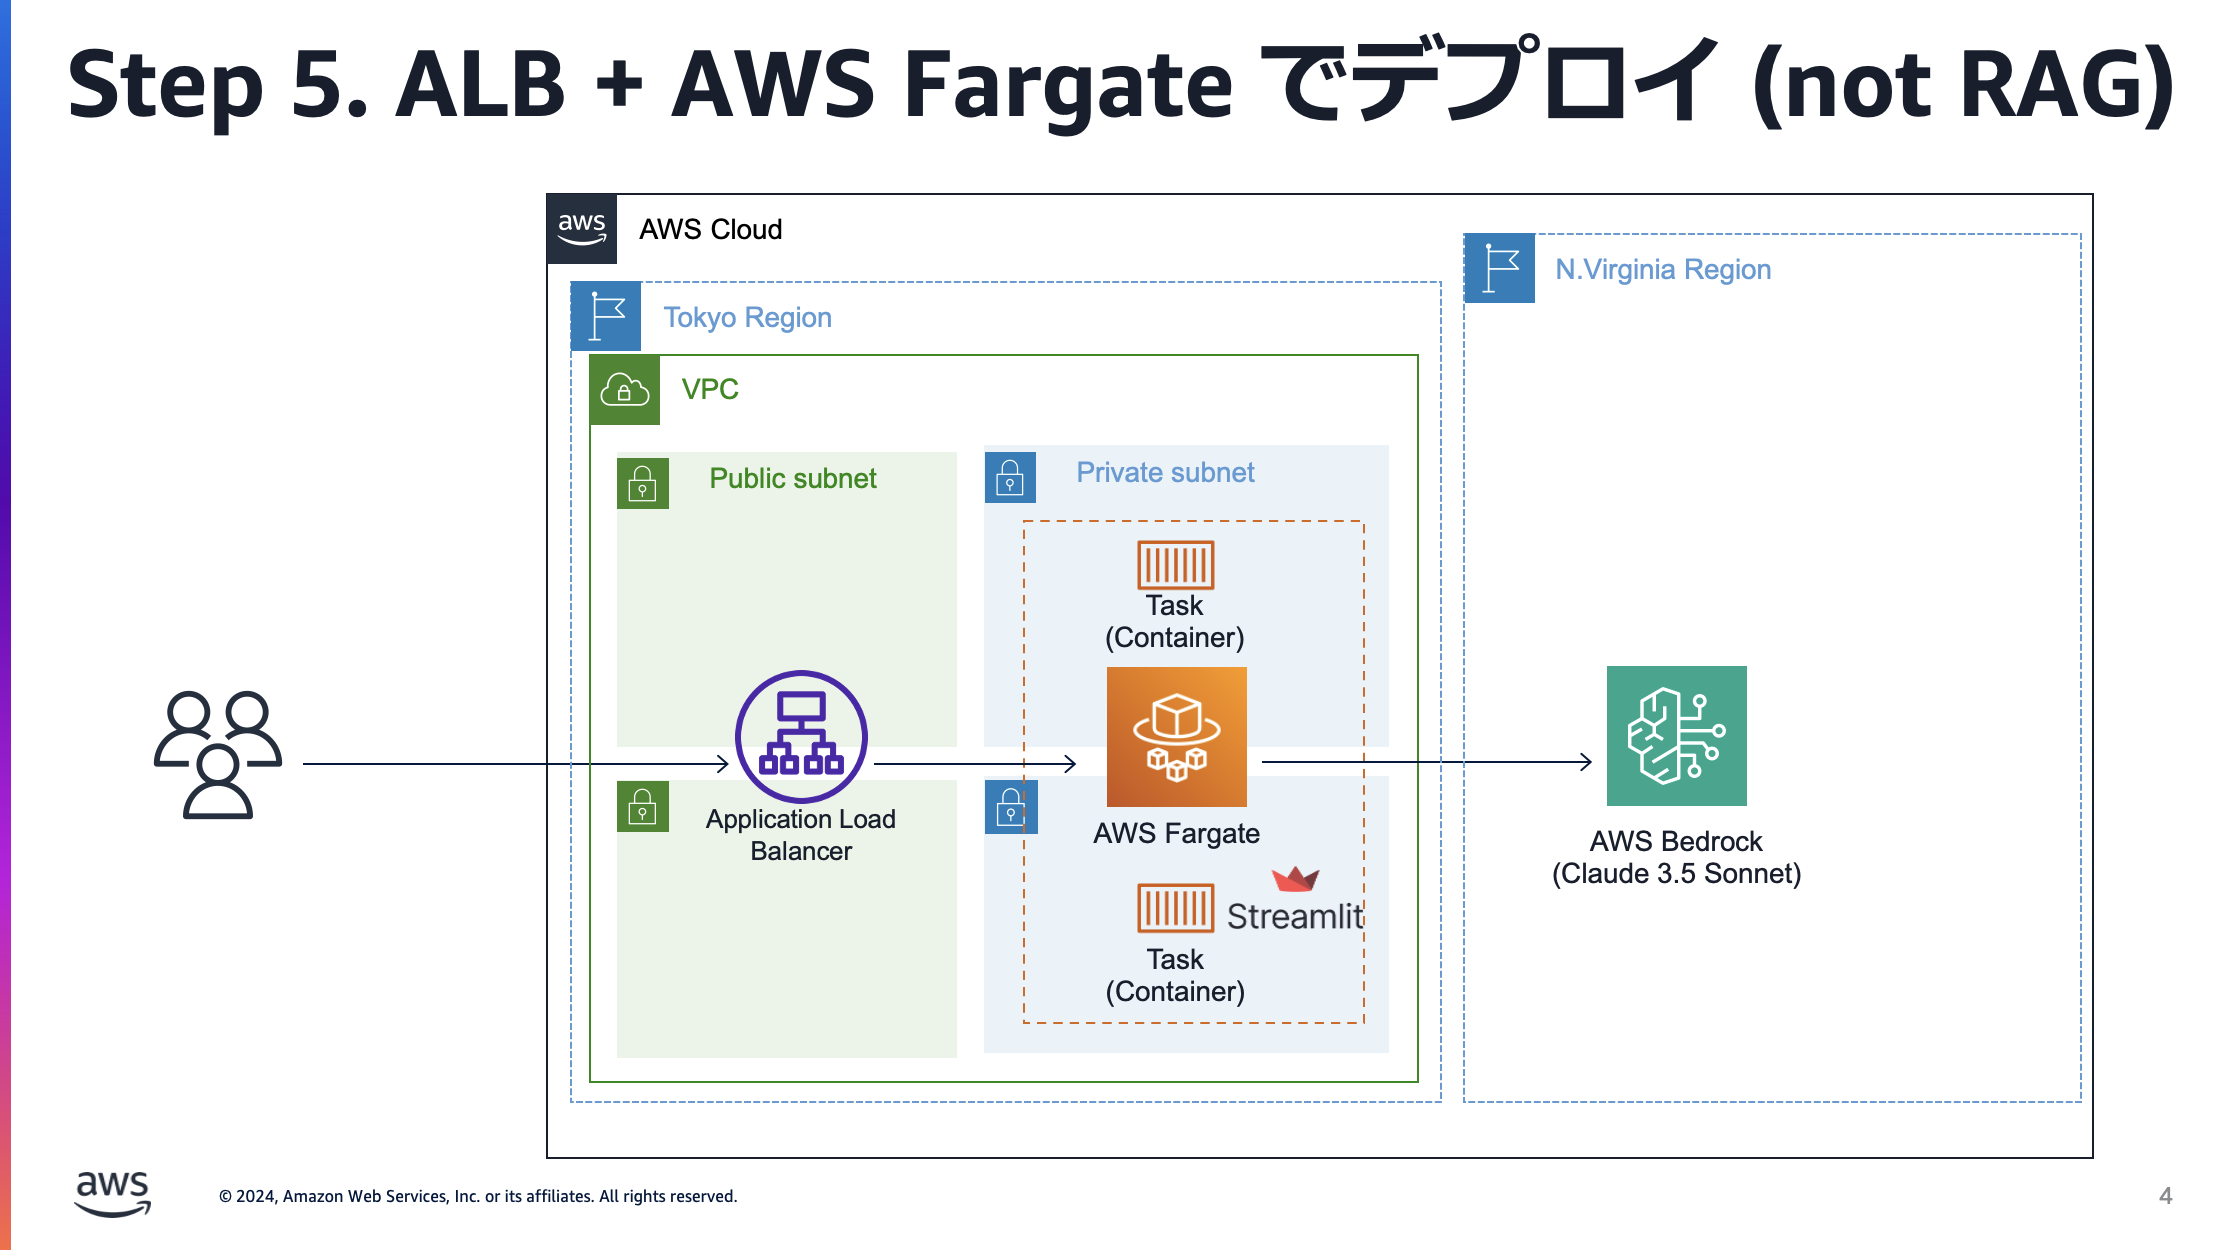 Step 5. ALB + AWS Fargate でデプロイ (not RAG)
aws
AWS Cloud
N.Virginia Region
Tokyo Region
VPC
Public subnet
Private subnet
Task
(Container)
Application Load
Balancer
AWS Fargate
Streamlit
Task
(Container)
AWS Bedrock
(Claude 3.5 Sonnet)
aws
© 2024, Amazon Web Services, Inc. or its affiliates. All rights reserved.
4